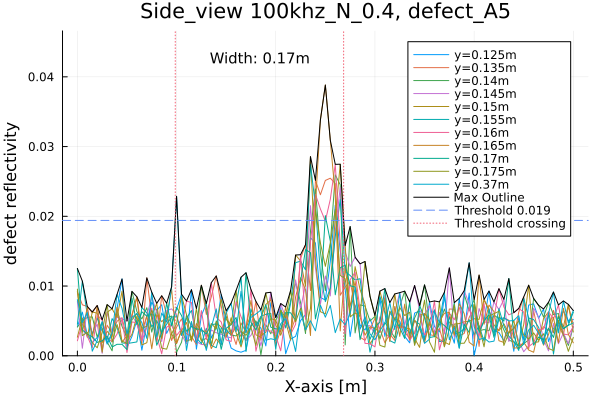 Side_view 100khz_N_0.4, defect_A5
Width: 0.17m
y=0.125m
y=0.135m
y=0.14m
y=0.145m
y=0.15m
y=0.155m
y=0.16m
y=0.165m
y=0.17m
y=0.175m
y=0.37m
Max Outline
Threshold 0.019
Threshold crossing
defect reflectivity
0.04
0.03
0.02
0.01
0.00
0.0 0.1 0.2 0.3 0.4 0.5
X-axis [m]